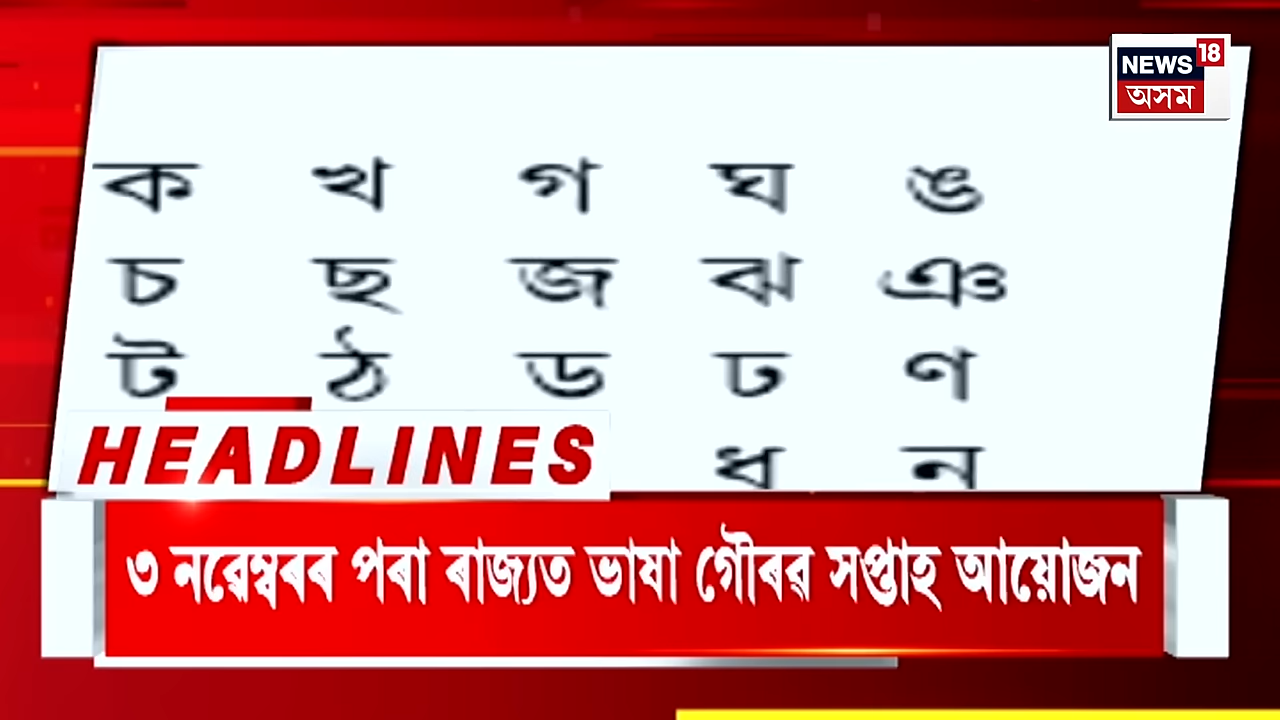 NEWS 18
অসম
ক খ গ ঘ ঙ
চ ছ জ ঝ ঞ
ট ঠ ড ঢ ণ
ধ ন
HEADLINES
৩ নৱেম্বৰৰ পৰা ৰাজ্যত ভাষা গৌৰৱ সপ্তাহ আয়োজন